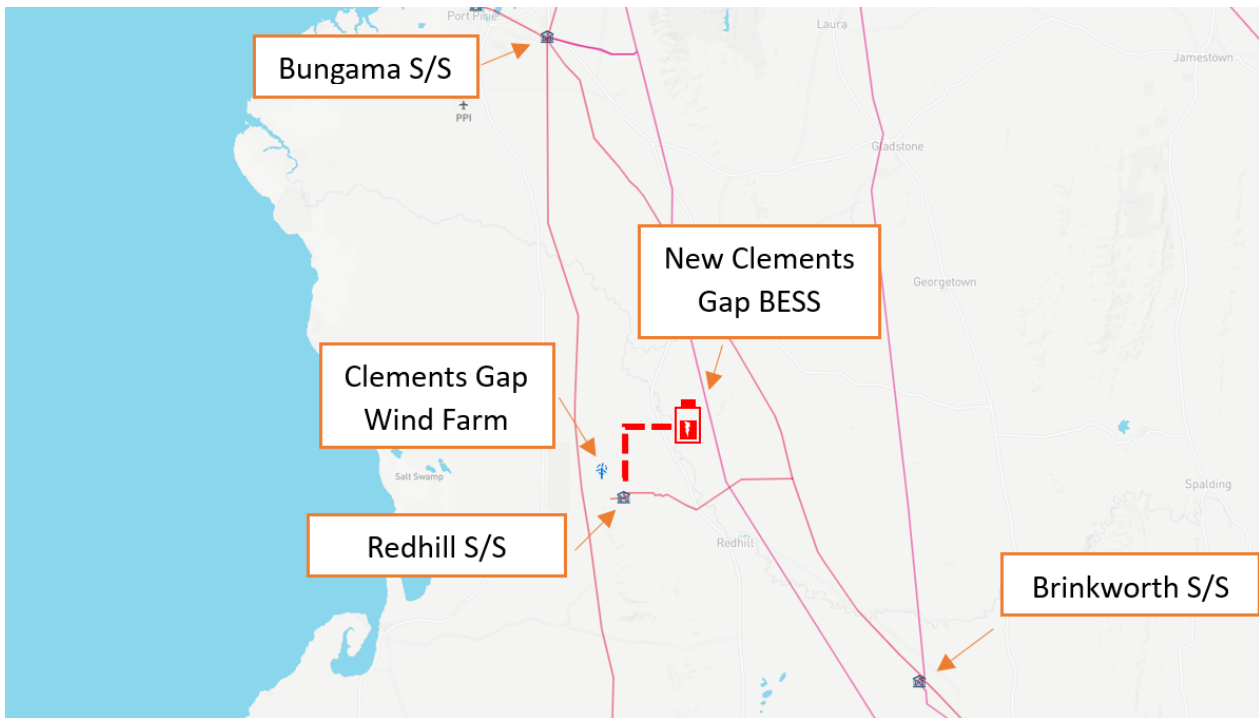 Port Pirie
Laura
Jamestown
Bungama S/S
PPI
Gladstone
New Clements
Gap BESS
Georgetown
Clements Gap
Wind Farm
Salt Swamp
Spalding
Redhill S/S
Redhill
Brinkworth S/S